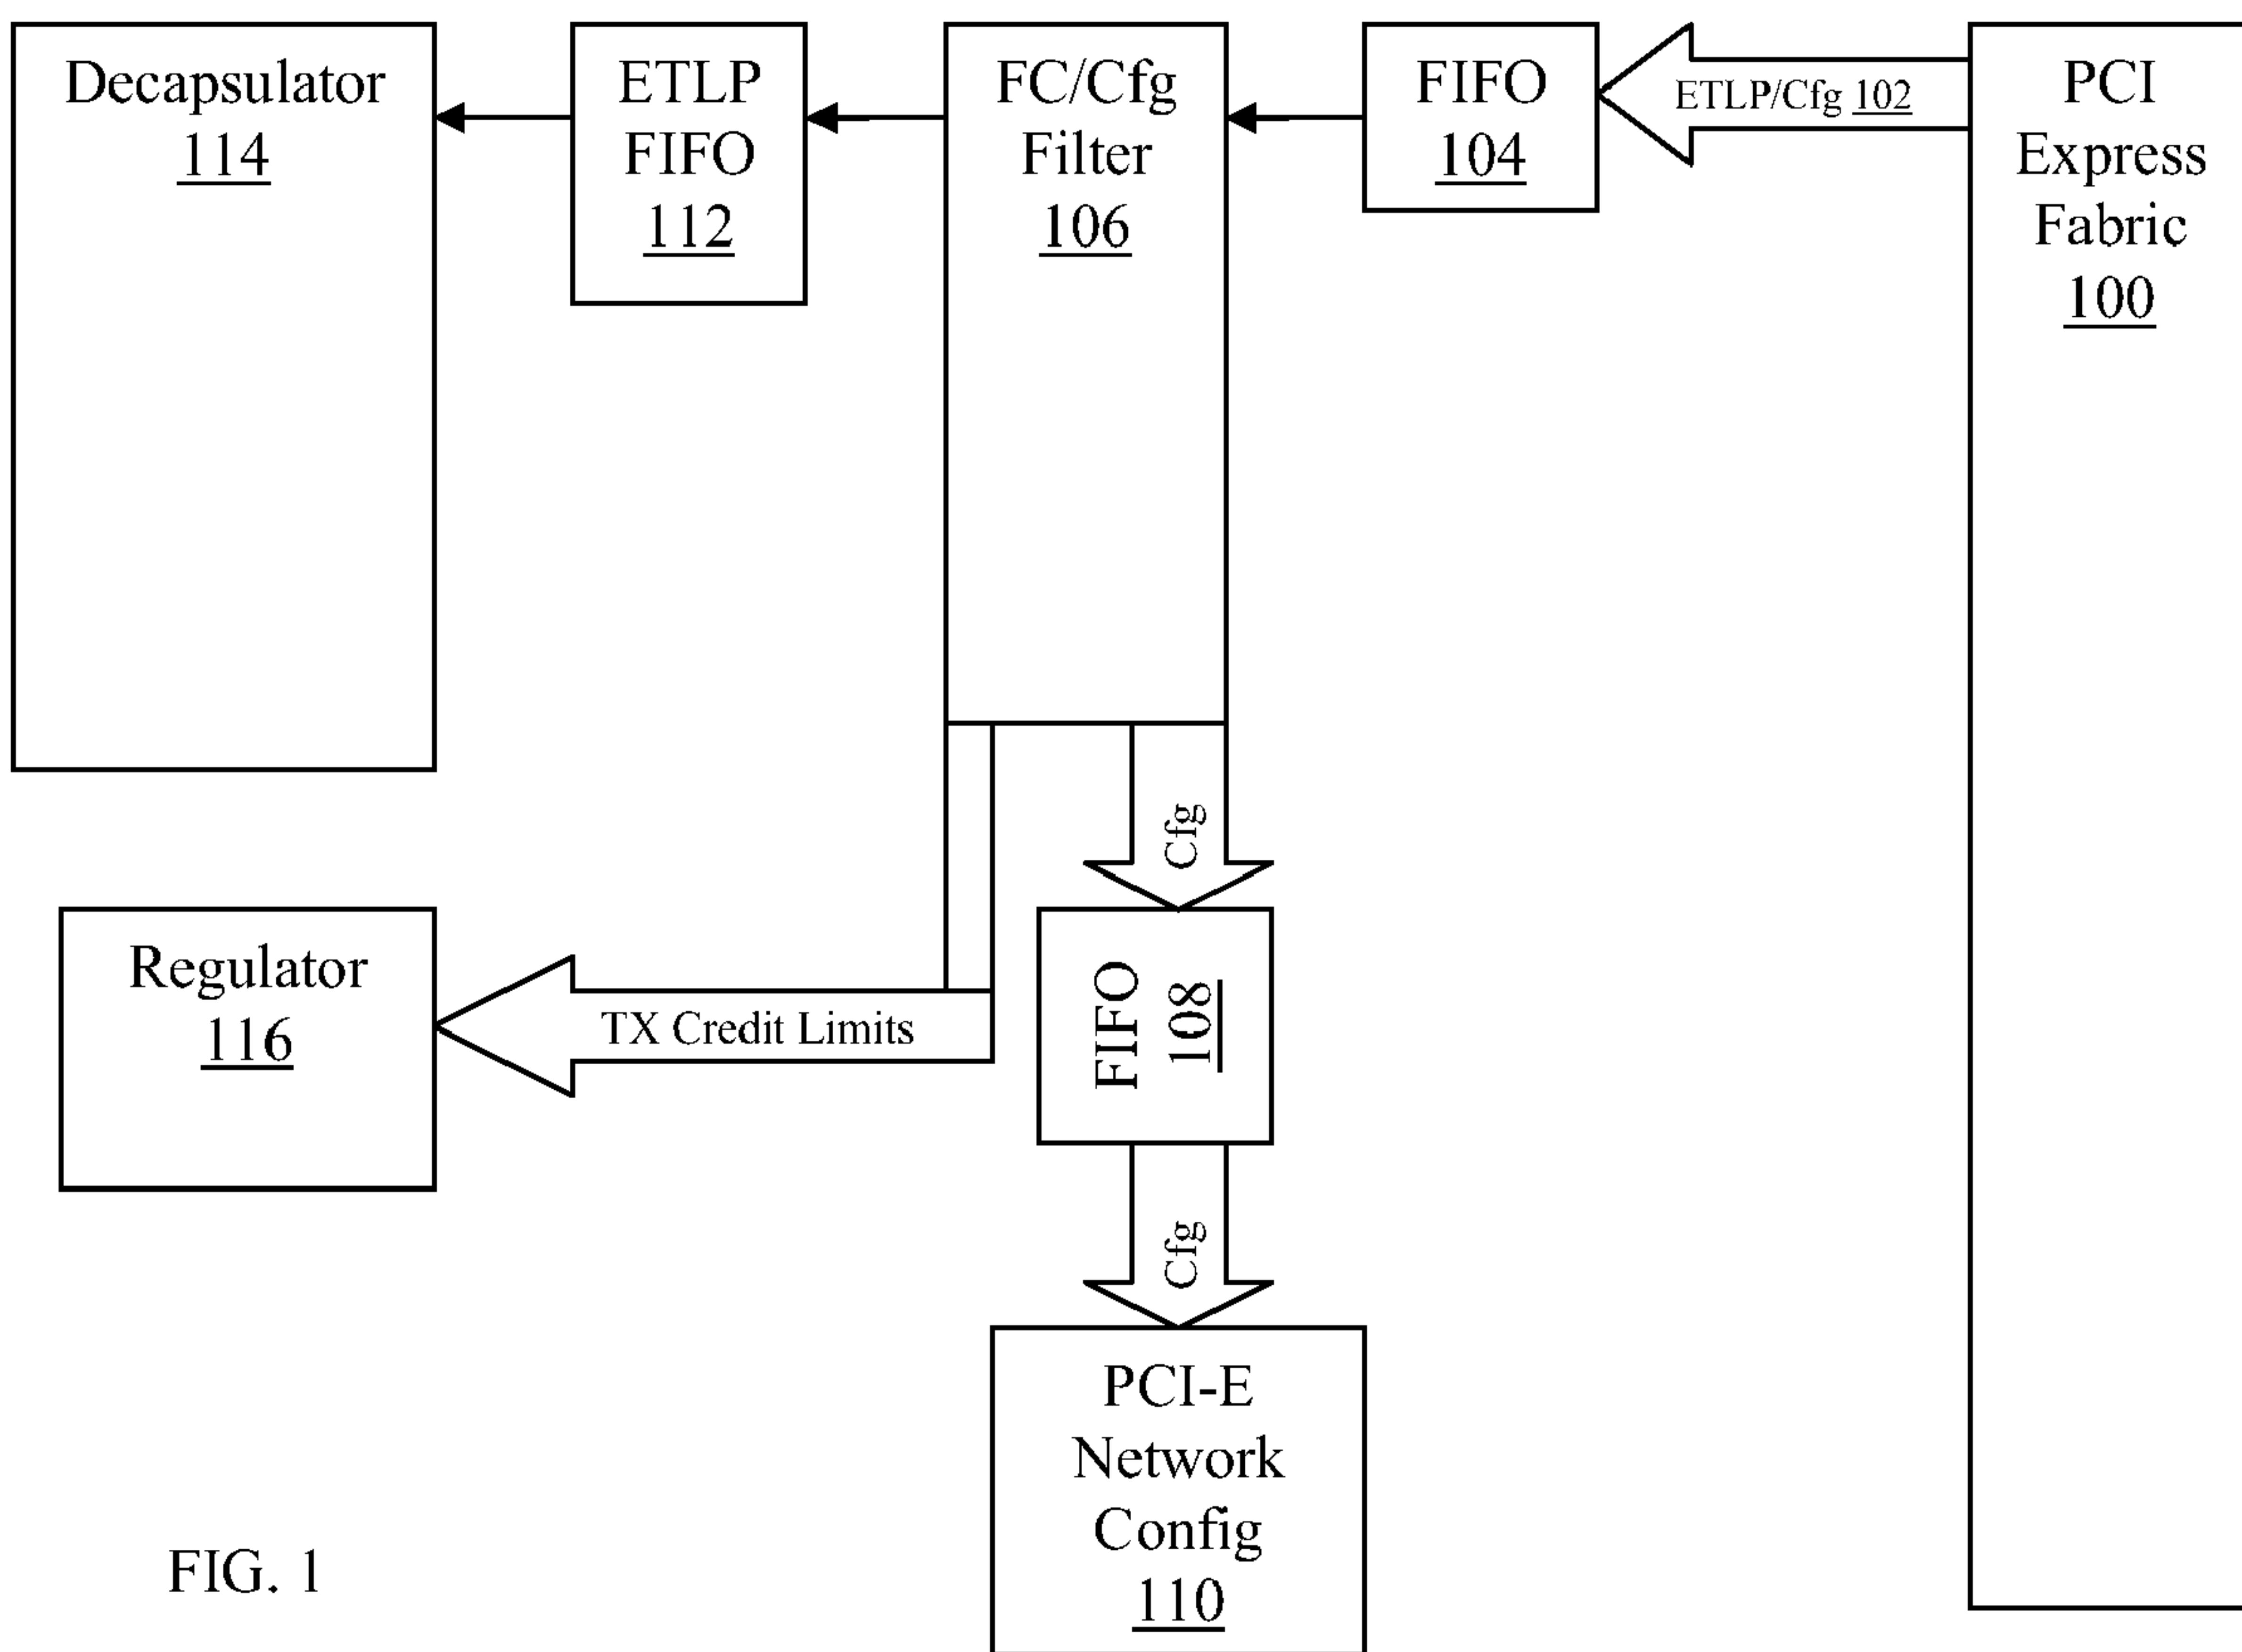 Decapsulator
114
ETLP
FIFO
112
FC/Cfg
Filter
106
FIFO
104
ETLP/Cfg 102
PCI
Express
Fabric
100
Cfg
Regulator
116
TX Credit Limits
FIFO
108
Cfg
PCI-E
Network
Config
110
FIG. 1